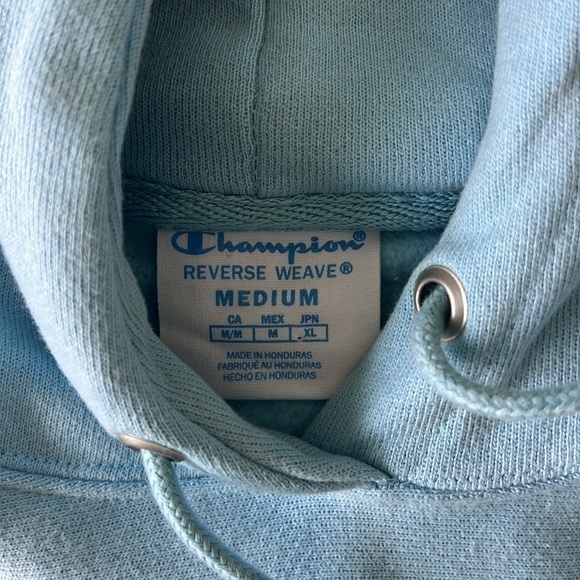 Champion®
REVERSE WEAVE®
MEDIUM
CA MEX JPN
M/M M XL
MADE IN HONDURAS
FABRIQUÉ AU HONDURAS
HECHO EN HONDURAS